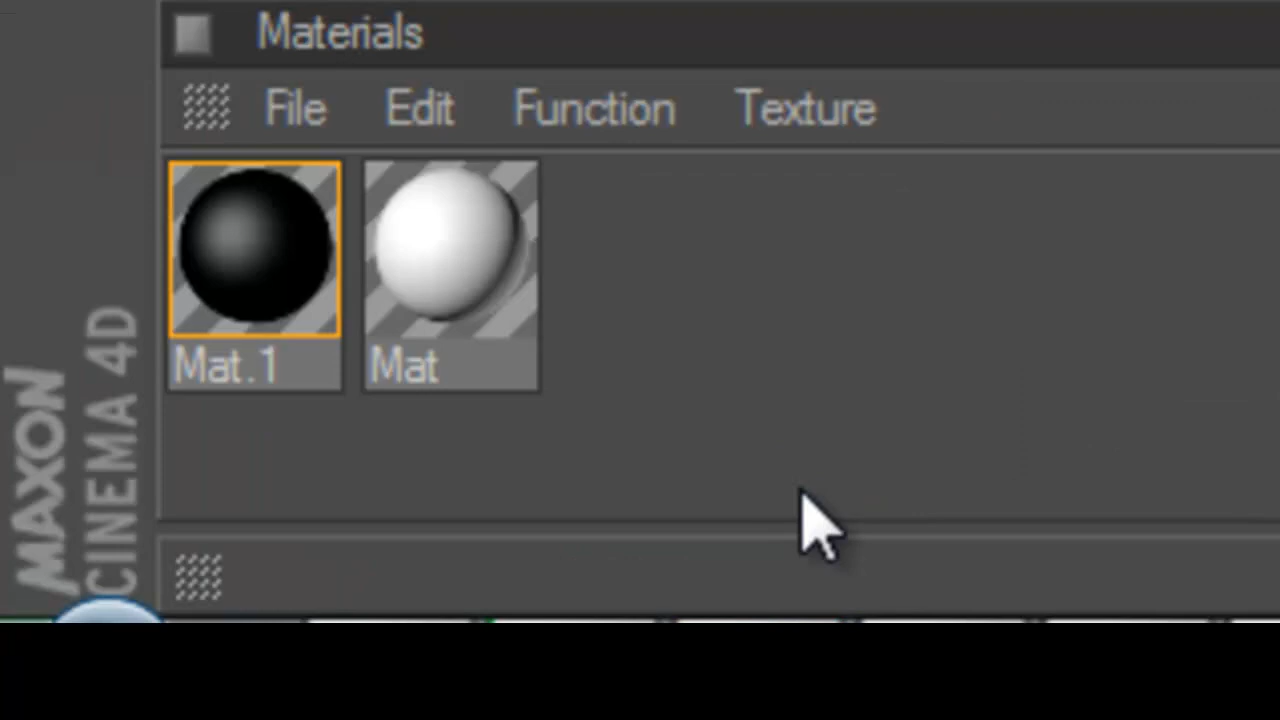 Materials
File Edit Function Texture
Mat.1 Mat
MAXON
CINEMA 4D